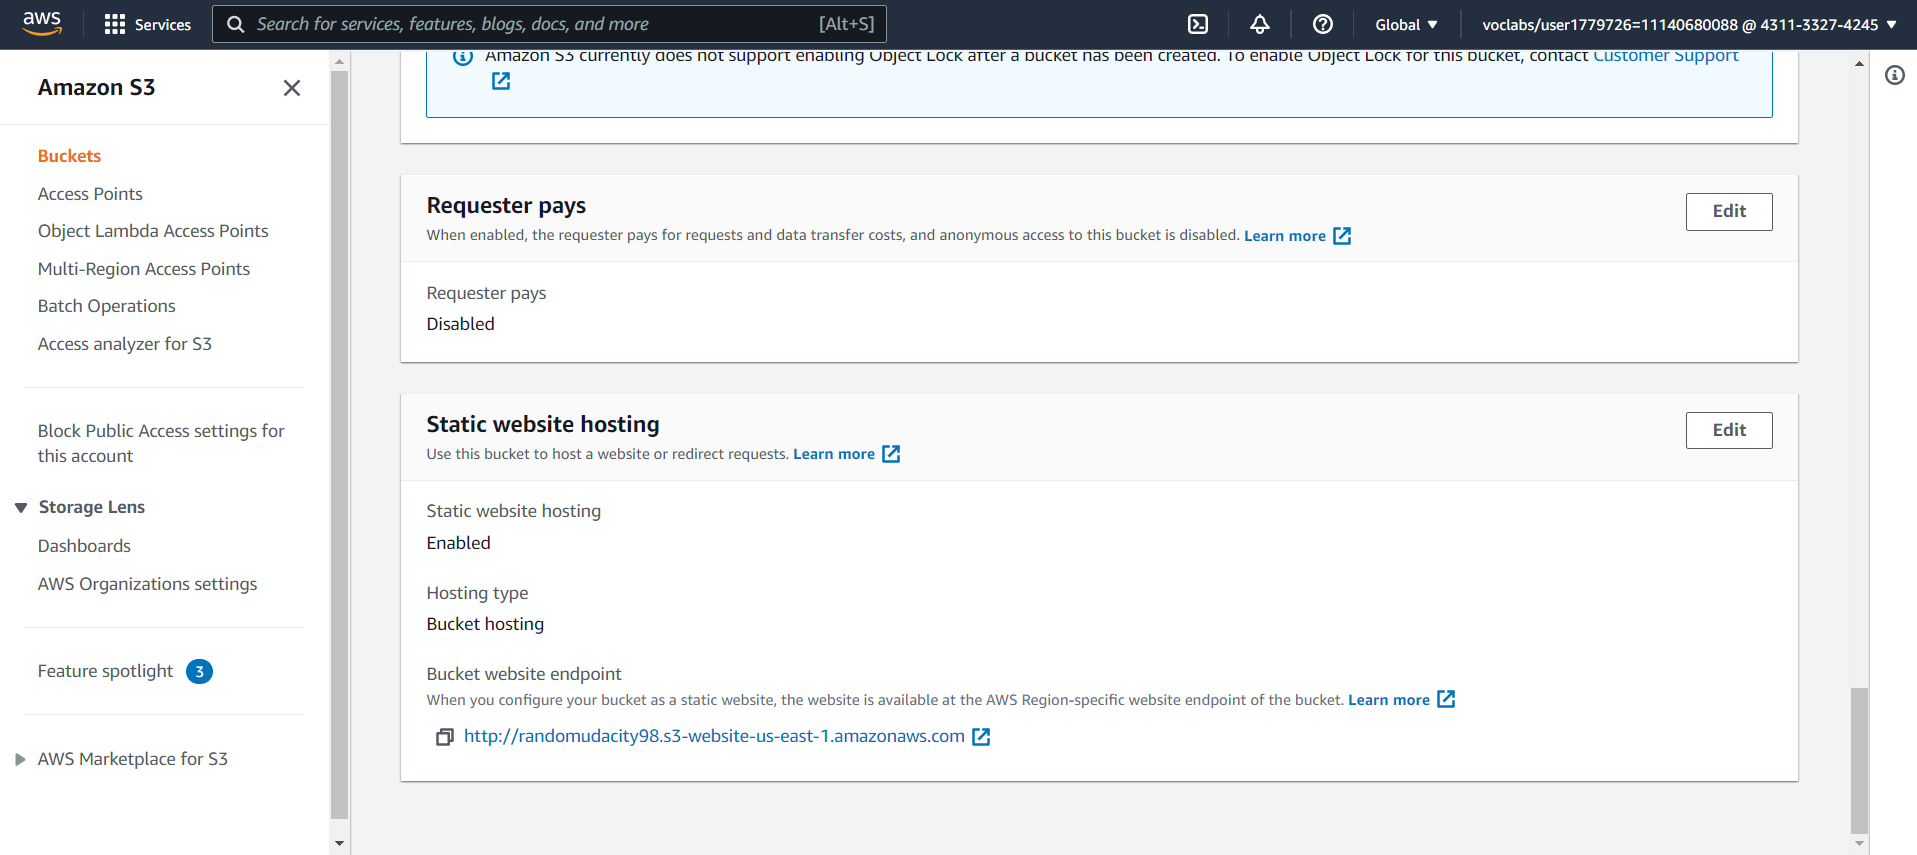 aws
Services
Search for services, features, blogs, docs, and more
[Alt+S]
Global
voclabs/user1779726=11140680088 @ 4311-3327-4245
Amazon S3
Buckets
Access Points
Object Lambda Access Points
Multi-Region Access Points
Batch Operations
Access analyzer for S3
Block Public Access settings for
this account
Storage Lens
Dashboards
AWS Organizations settings
Feature spotlight 3
AWS Marketplace for S3
Amazon S3 currently does not support enabling Object Lock after a bucket has been created. To enable Object Lock for this bucket, contact Customer Support
Requester pays
Edit
When enabled, the requester pays for requests and data transfer costs, and anonymous access to this bucket is disabled. Learn more
Requester pays
Disabled
Static website hosting
Edit
Use this bucket to host a website or redirect requests. Learn more
Static website hosting
Enabled
Hosting type
Bucket hosting
Bucket website endpoint
When you configure your bucket as a static website, the website is available at the AWS Region-specific website endpoint of the bucket. Learn more
http://randomudacity98.s3-website-us-east-1.amazonaws.com